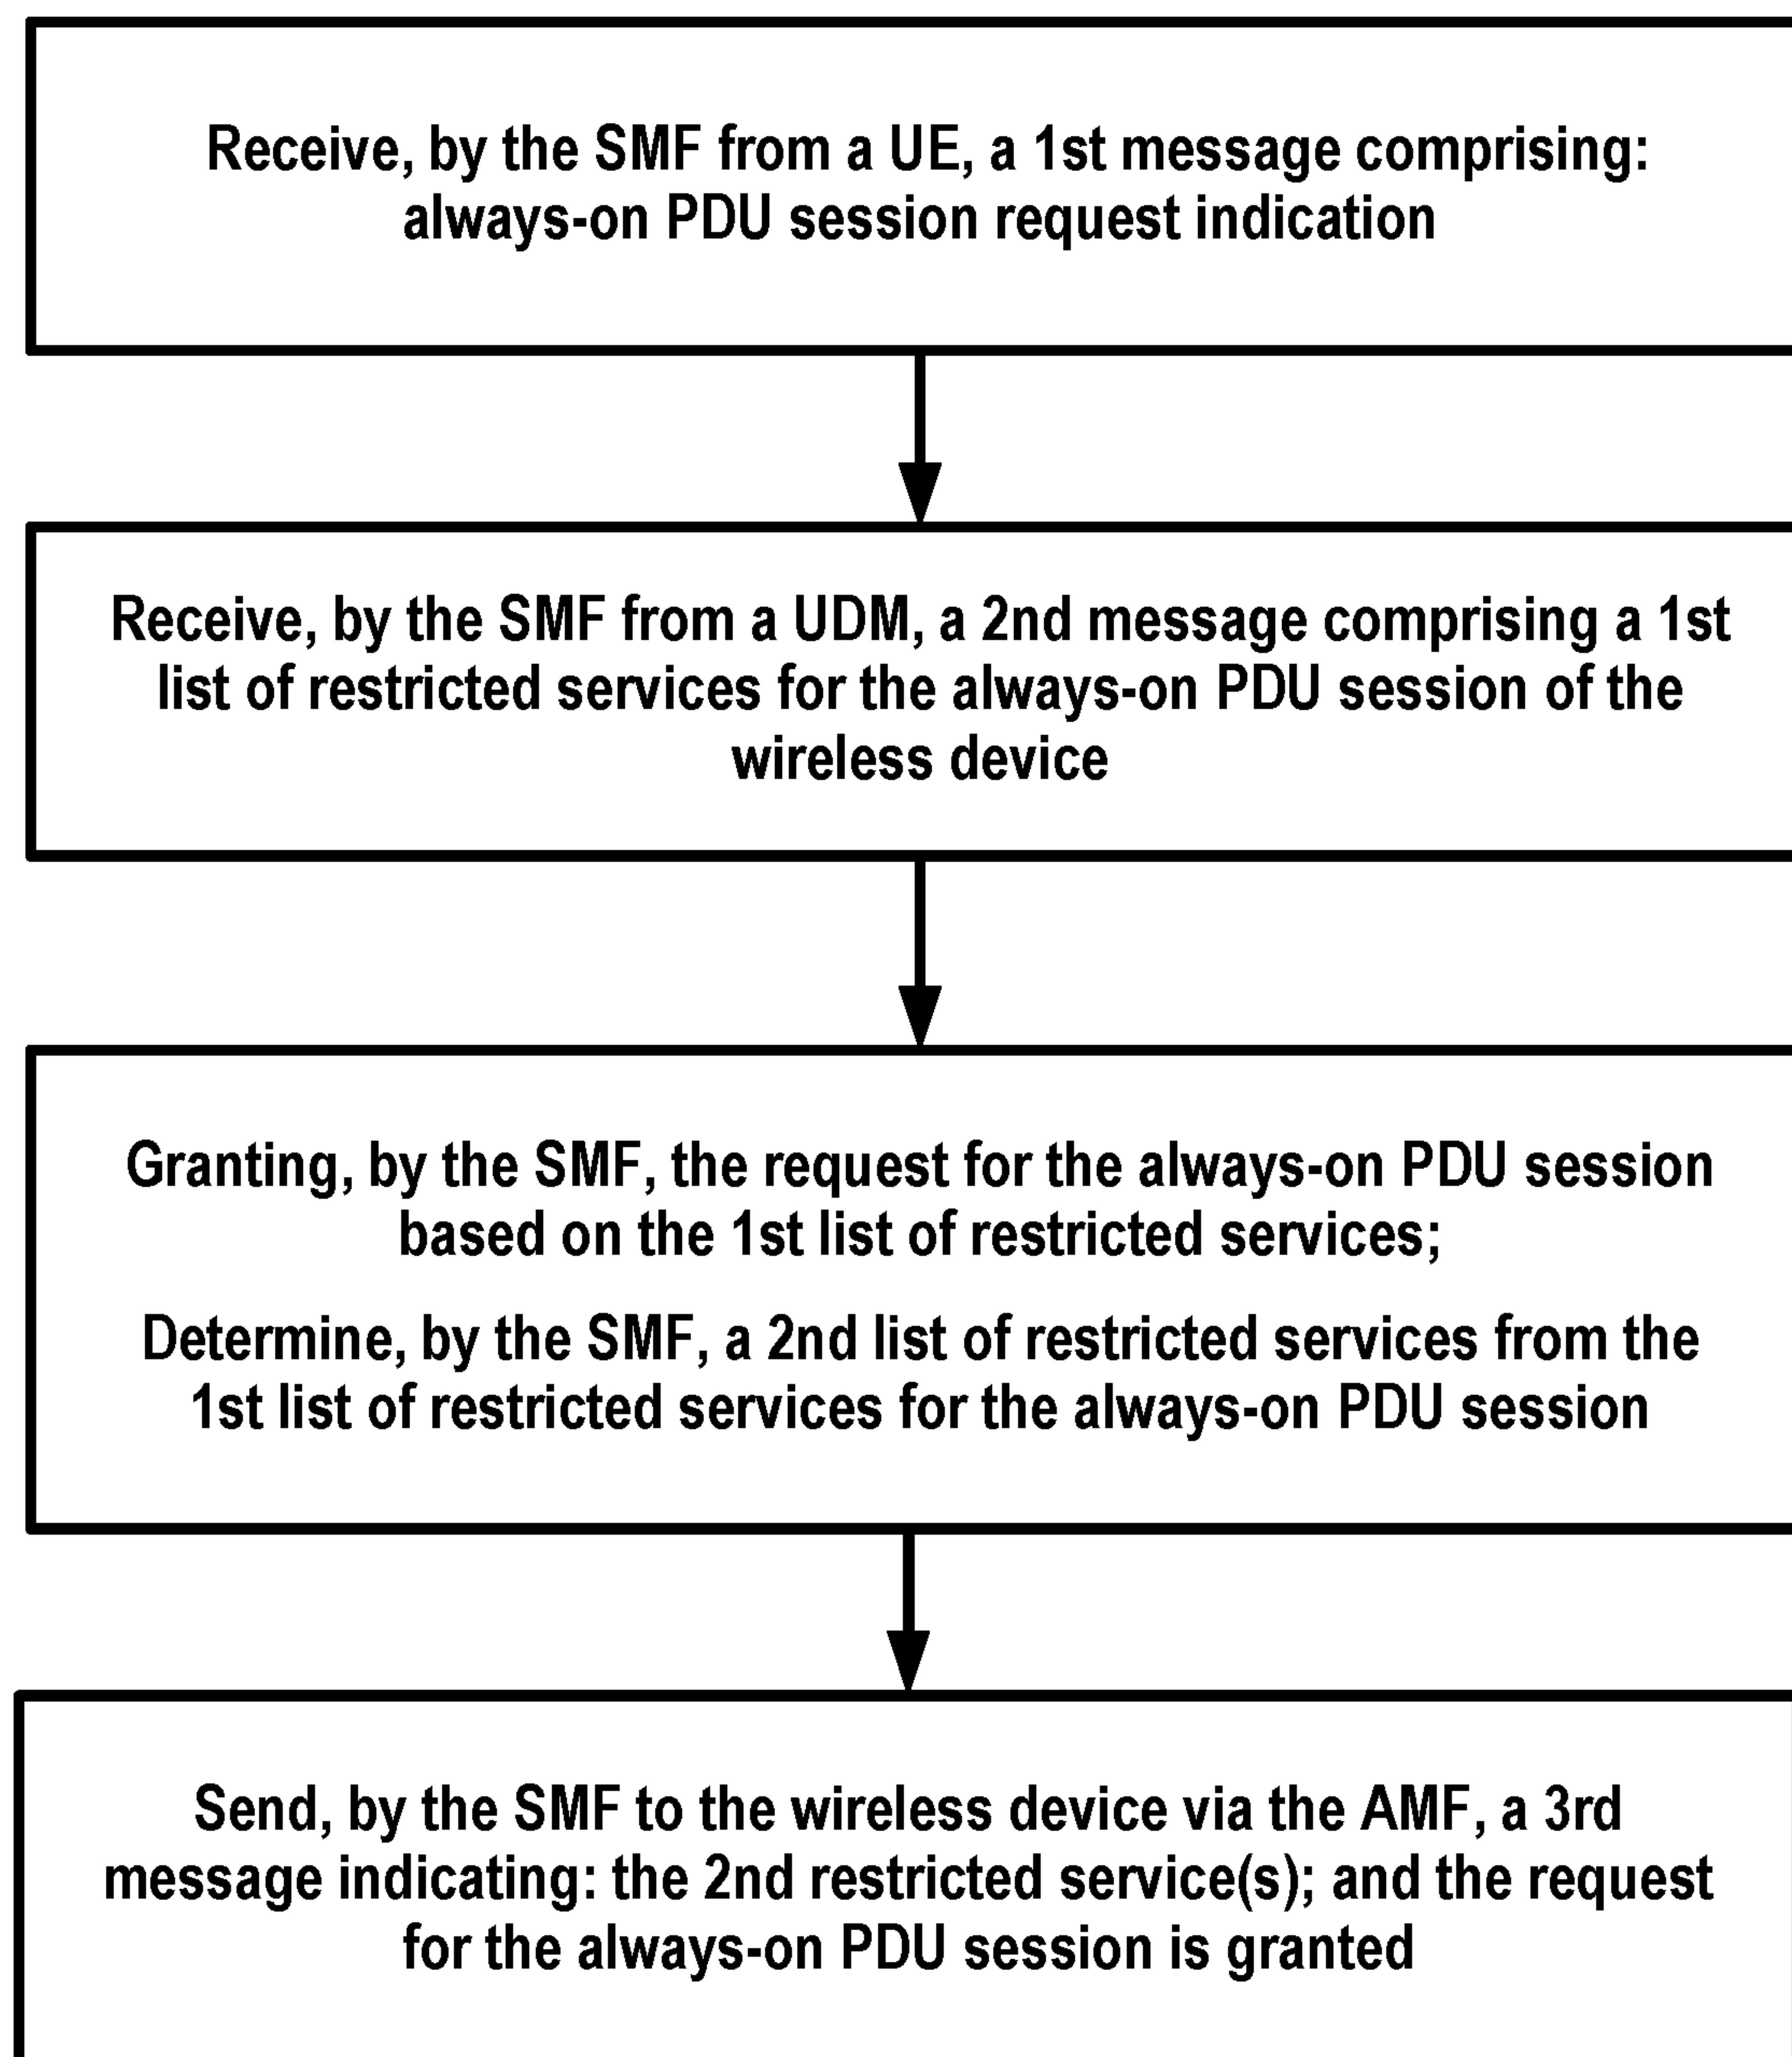 Receive, by the SMF from a UE, a 1st message comprising:
always-on PDU session request indication
Receive, by the SMF from a UDM, a 2nd message comprising a 1st
list of restricted services for the always-on PDU session of the
wireless device
Granting, by the SMF, the request for the always-on PDU session
based on the 1st list of restricted services;
Determine, by the SMF, a 2nd list of restricted services from the
1st list of restricted services for the always-on PDU session
Send, by the SMF to the wireless device via the AMF, a 3rd
message indicating: the 2nd restricted service(s); and the request
for the always-on PDU session is granted